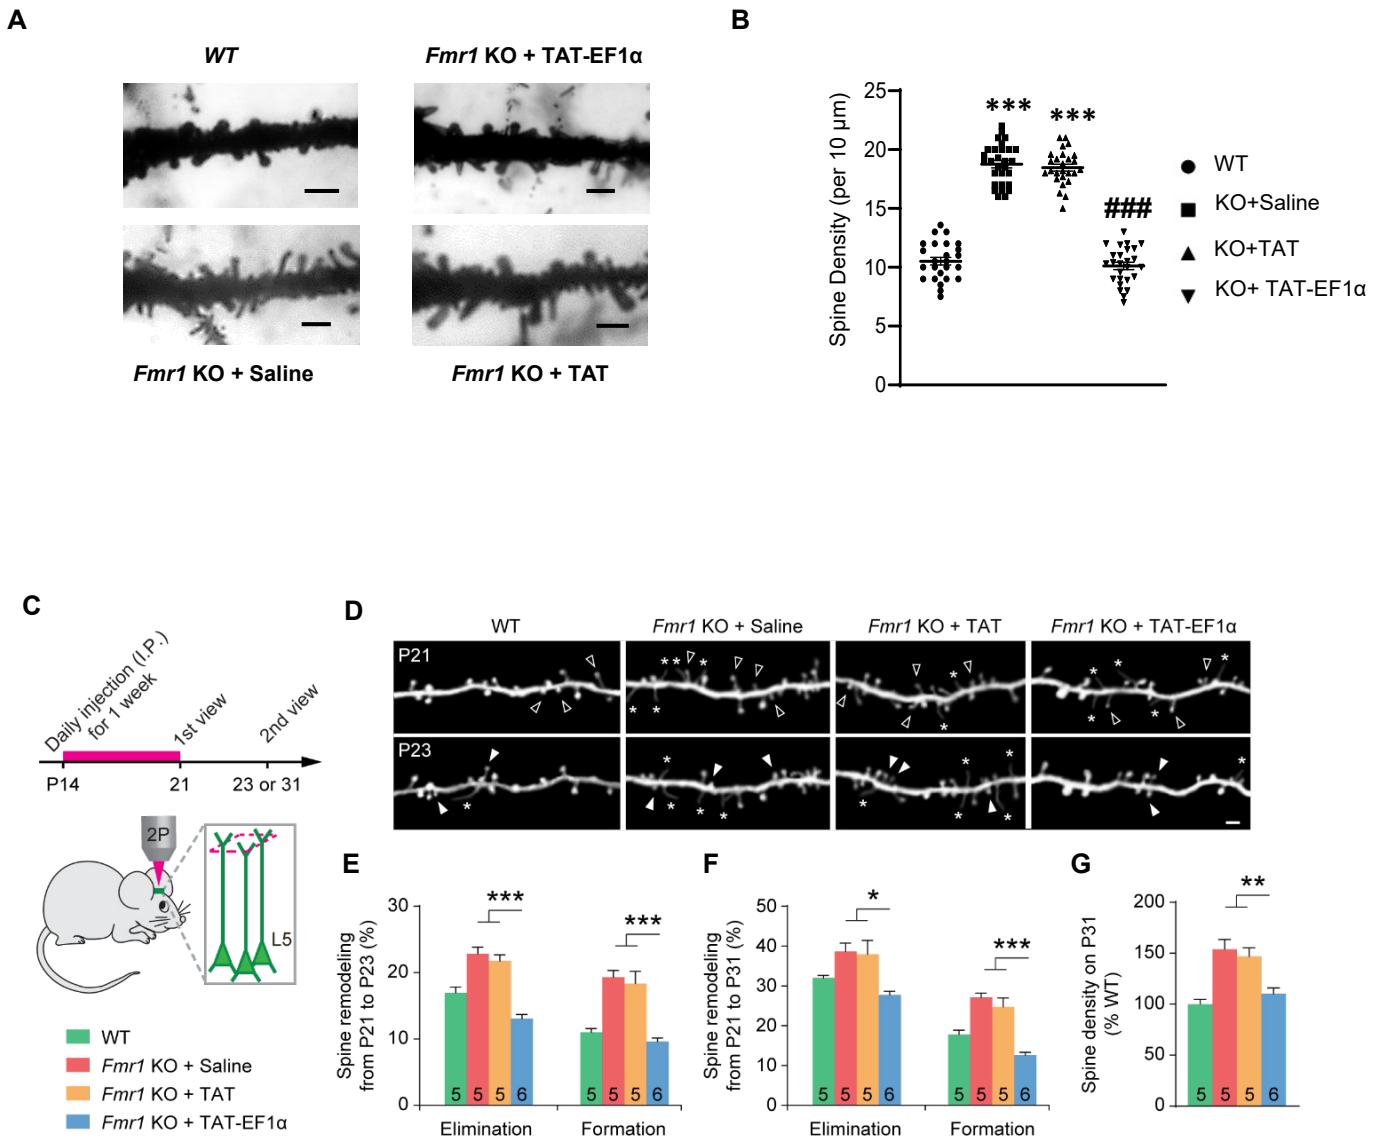 A
WT
Fmr1 KO + TAT-EF1α
Fmr1 KO + Saline
Fmr1 KO + TAT
B
Spine Density (per 10 μm)
25
20
15
10
5
0
***
***
###
WT
KO+Saline
KO+TAT
KO+ TAT-EF1α
C
Daily injection (I.P.)
for 1 week
1st view
2nd view
P14
21
23 or 31
2P
L5
WT
Fmr1 KO + Saline
Fmr1 KO + TAT
Fmr1 KO + TAT-EF1α
D
WT
Fmr1 KO + Saline
Fmr1 KO + TAT
Fmr1 KO + TAT-EF1α
P21
** *
* *
*
*
* * *
* *
P23
*
*
* * *
* *
* * *
*
E
Spine remodeling
from P21 to P23 (%)
30
20
10
0
***
***
5 5 5 6
5 5 5 6
Elimination
Formation
F
Spine remodeling
from P21 to P31 (%)
50
40
30
20
10
0
*
***
5 5 5 6
5 5 5 6
Elimination
Formation
G
Spine density on P31
(% WT)
200
150
100
50
0
**
5 5 5 6